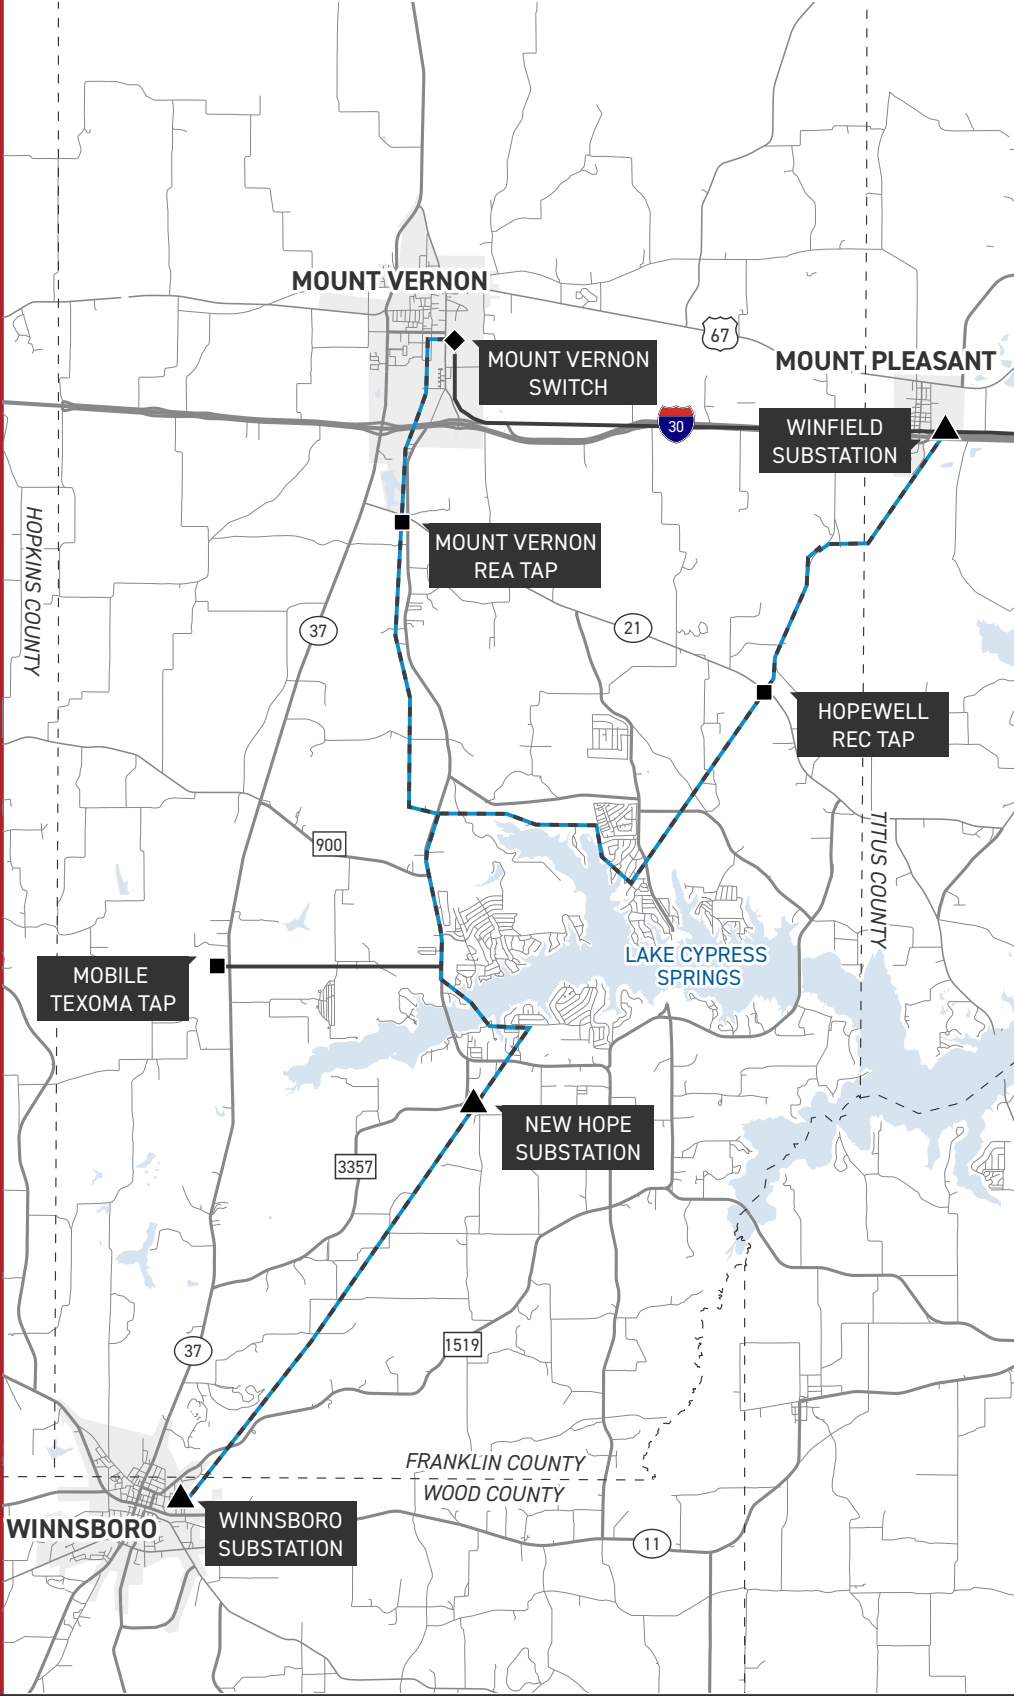 MOUNT VERNON
67
MOUNT VERNON
SWITCH
MOUNT PLEASANT
30
WINFIELD
SUBSTATION
HOPKINS COUNTY
MOUNT VERNON
REA TAP
37
21
HOPEWELL
REC TAP
900
TITUS COUNTY
LAKE CYPRESS
SPRINGS
MOBILE
TEXOMA TAP
NEW HOPE
SUBSTATION
3357
37
1519
FRANKLIN COUNTY
WOOD COUNTY
WINNSBORO
WINNSBORO
SUBSTATION
11